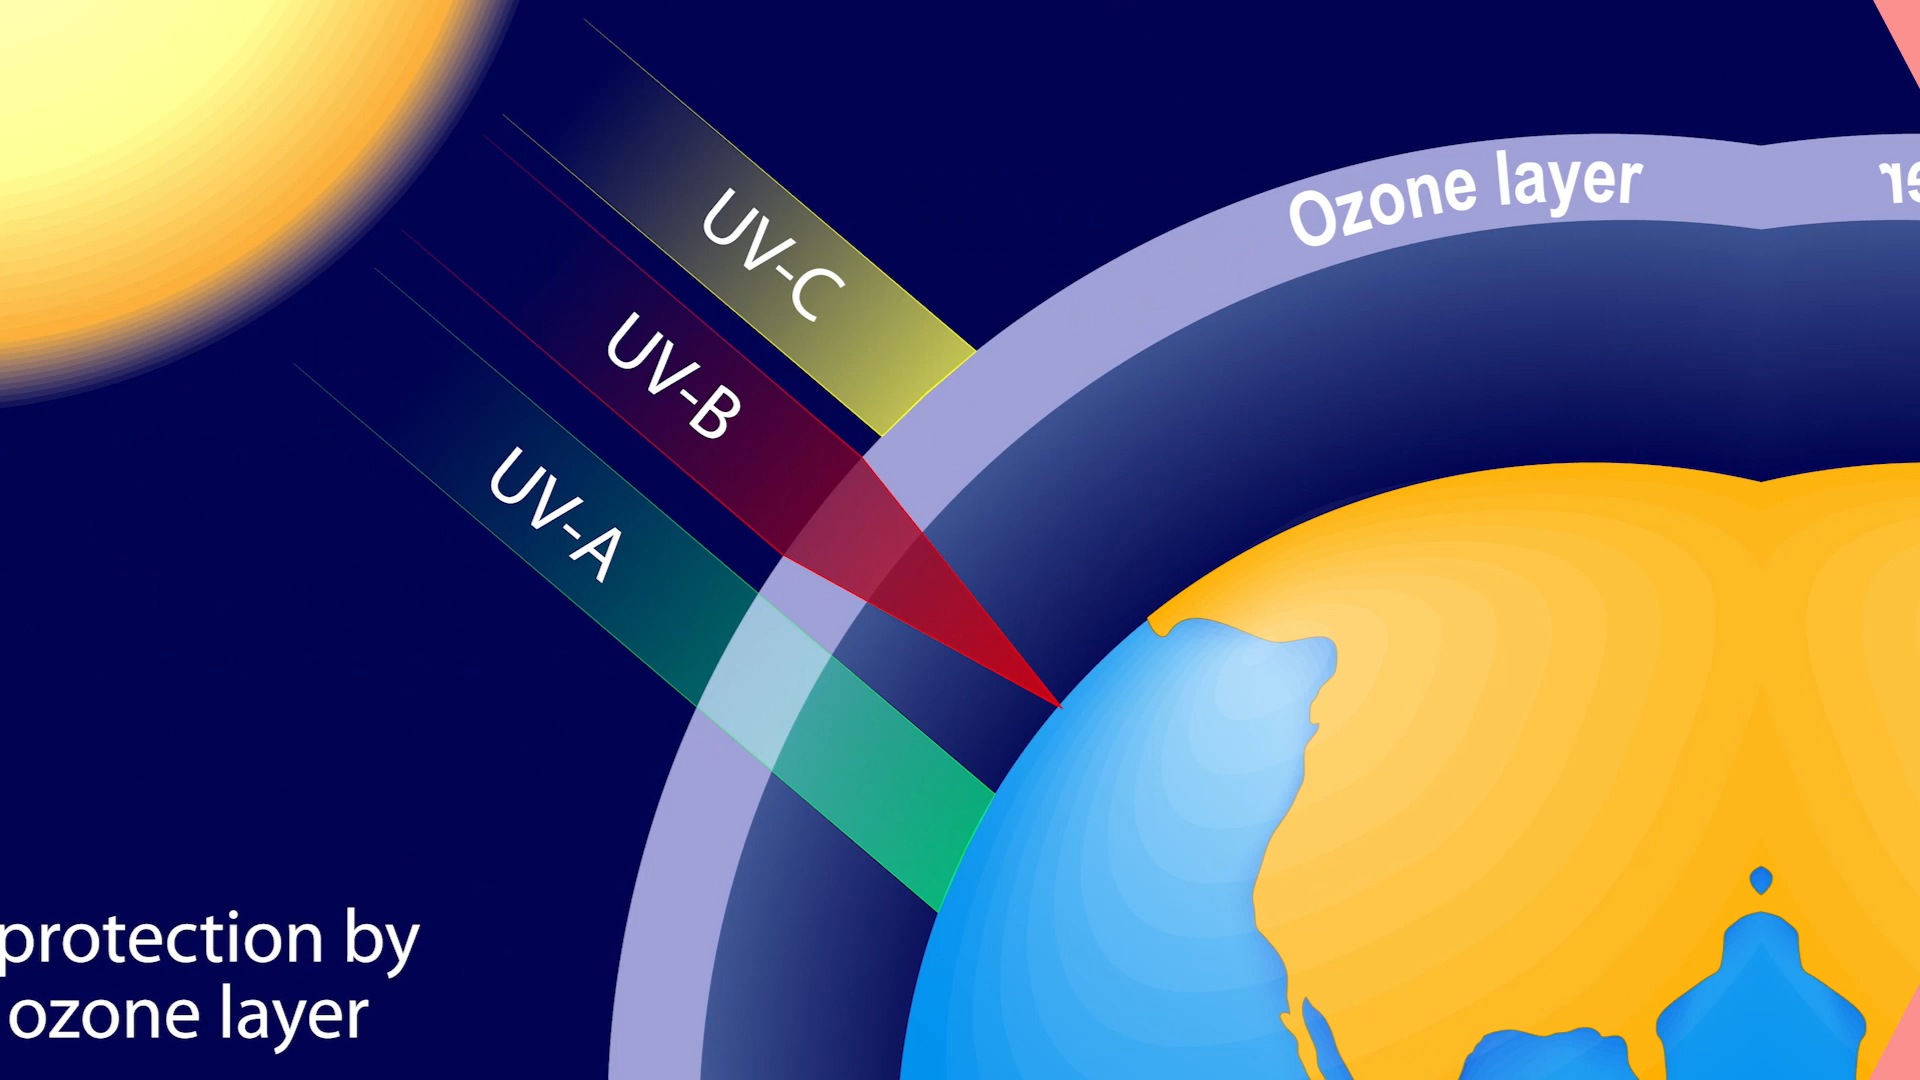 Ozone layer
UV-C
UV-B
UV-A
protection by
ozone layer